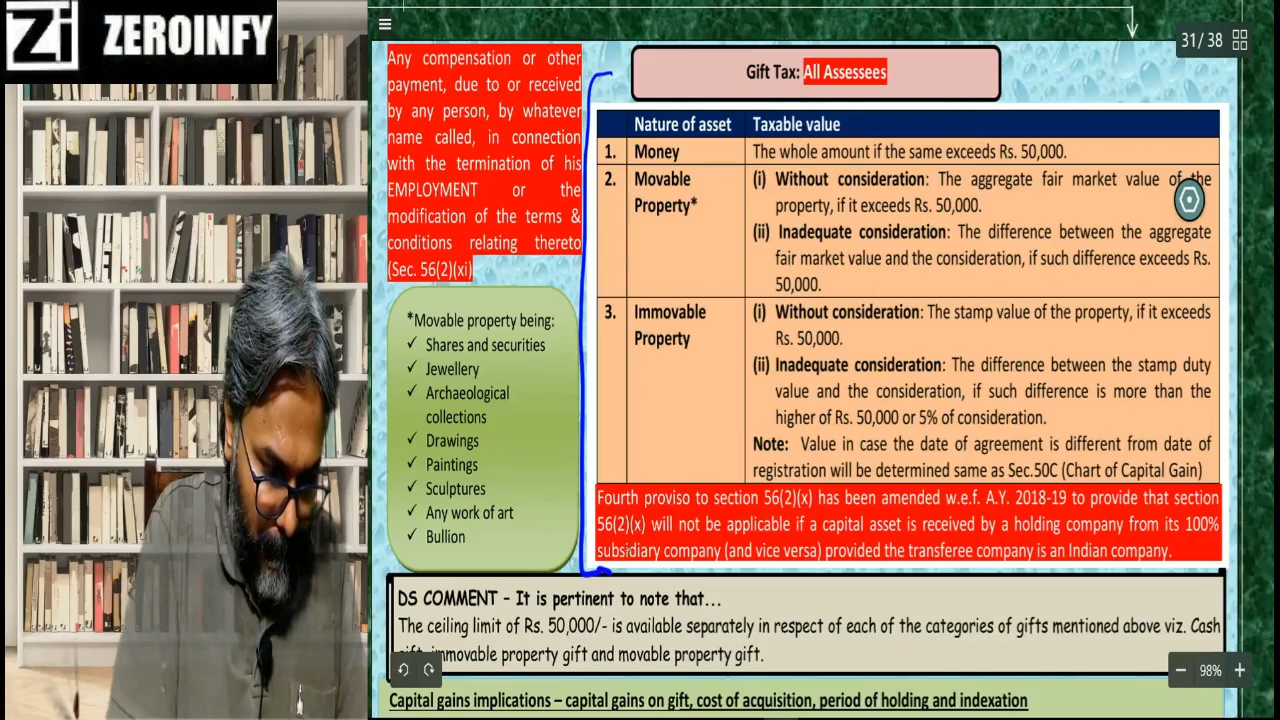 Zi ZEROINFY
31/ 38
Any compensation or other
payment, due to or received
by any person, by whatever
name called, in connection
with the termination of his
EMPLOYMENT or the
modification of the terms &
conditions relating thereto
(Sec. 56(2)(xi)
*Movable property being:
✓ Shares and securities
✓ Jewellery
✓ Archaeological
collections
✓ Drawings
✓ Paintings
✓ Sculptures
✓ Any work of art
✓ Bullion
Gift Tax: All Assessees
Nature of asset Taxable value
1. Money The whole amount if the same exceeds Rs. 50,000.
2. Movable Property* (i) Without consideration: The aggregate fair market value of the
property, if it exceeds Rs. 50,000.
(ii) Inadequate consideration: The difference between the aggregate
fair market value and the consideration, if such difference exceeds Rs.
50,000.
3. Immovable Property (i) Without consideration: The stamp value of the property, if it exceeds
Rs. 50,000.
(ii) Inadequate consideration: The difference between the stamp duty
value and the consideration, if such difference is more than the
higher of Rs. 50,000 or 5% of consideration.
Note: Value in case the date of agreement is different from date of
registration will be determined same as Sec.50C (Chart of Capital Gain)
Fourth proviso to section 56(2)(x) has been amended w.e.f. A.Y. 2018-19 to provide that section
56(2)(x) will not be applicable if a capital asset is received by a holding company from its 100%
subsidiary company (and vice versa) provided the transferee company is an Indian company.
DS COMMENT – It is pertinent to note that...
The ceiling limit of Rs. 50,000/- is available separately in respect of each of the categories of gifts mentioned above viz. Cash
immovable property gift and movable property gift.
98%
Capital gains implications – capital gains on gift, cost of acquisition, period of holding and indexation